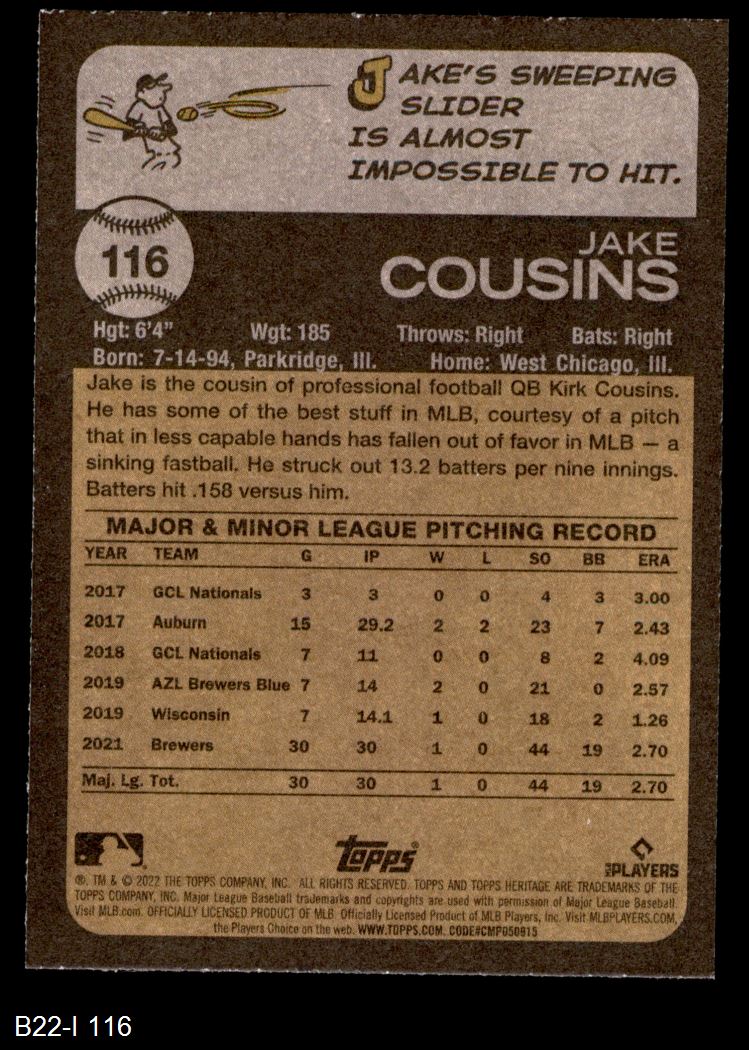 JAKE'S SWEEPING
SLIDER
IS ALMOST
IMPOSSIBLE TO HIT.
116
JAKE
COUSINS
Hgt: 6'4" Wgt: 185 Throws: Right Bats: Right
Born: 7-14-94, Parkridge, Ill. Home: West Chicago, Ill.
Jake is the cousin of professional football QB Kirk Cousins.
He has some of the best stuff in MLB, courtesy of a pitch
that in less capable hands has fallen out of favor in MLB — a
sinking fastball. He struck out 13.2 batters per nine innings.
Batters hit .158 versus him.
MAJOR & MINOR LEAGUE PITCHING RECORD
YEAR TEAM G IP W L SO BB ERA
2017 GCL Nationals 3 3 0 0 4 3 3.00
2017 Auburn 15 29.2 2 2 23 7 2.43
2018 GCL Nationals 7 11 0 0 8 2 4.09
2019 AZL Brewers Blue 7 14 2 0 21 0 2.57
2019 Wisconsin 7 14.1 1 0 18 2 1.26
2021 Brewers 30 30 1 0 44 19 2.70
Maj. Lg. Tot. 30 30 1 0 44 19 2.70
topps®
MLB PLAYERS
®, TM & © 2022 THE TOPPS COMPANY, INC. ALL RIGHTS RESERVED. TOPPS AND TOPPS HERITAGE ARE TRADEMARKS OF THE
TOPPS COMPANY, INC. Major League Baseball trademarks and copyrights are used with permission of Major League Baseball.
Visit MLB.com. OFFICIALLY LICENSED PRODUCT OF MLB Officially Licensed Product of MLB Players, Inc. Visit MLBPLAYERS.COM,
the Players Choice on the web. WWW.TOPPS.COM. CODE#CMP050915
B22-I 116